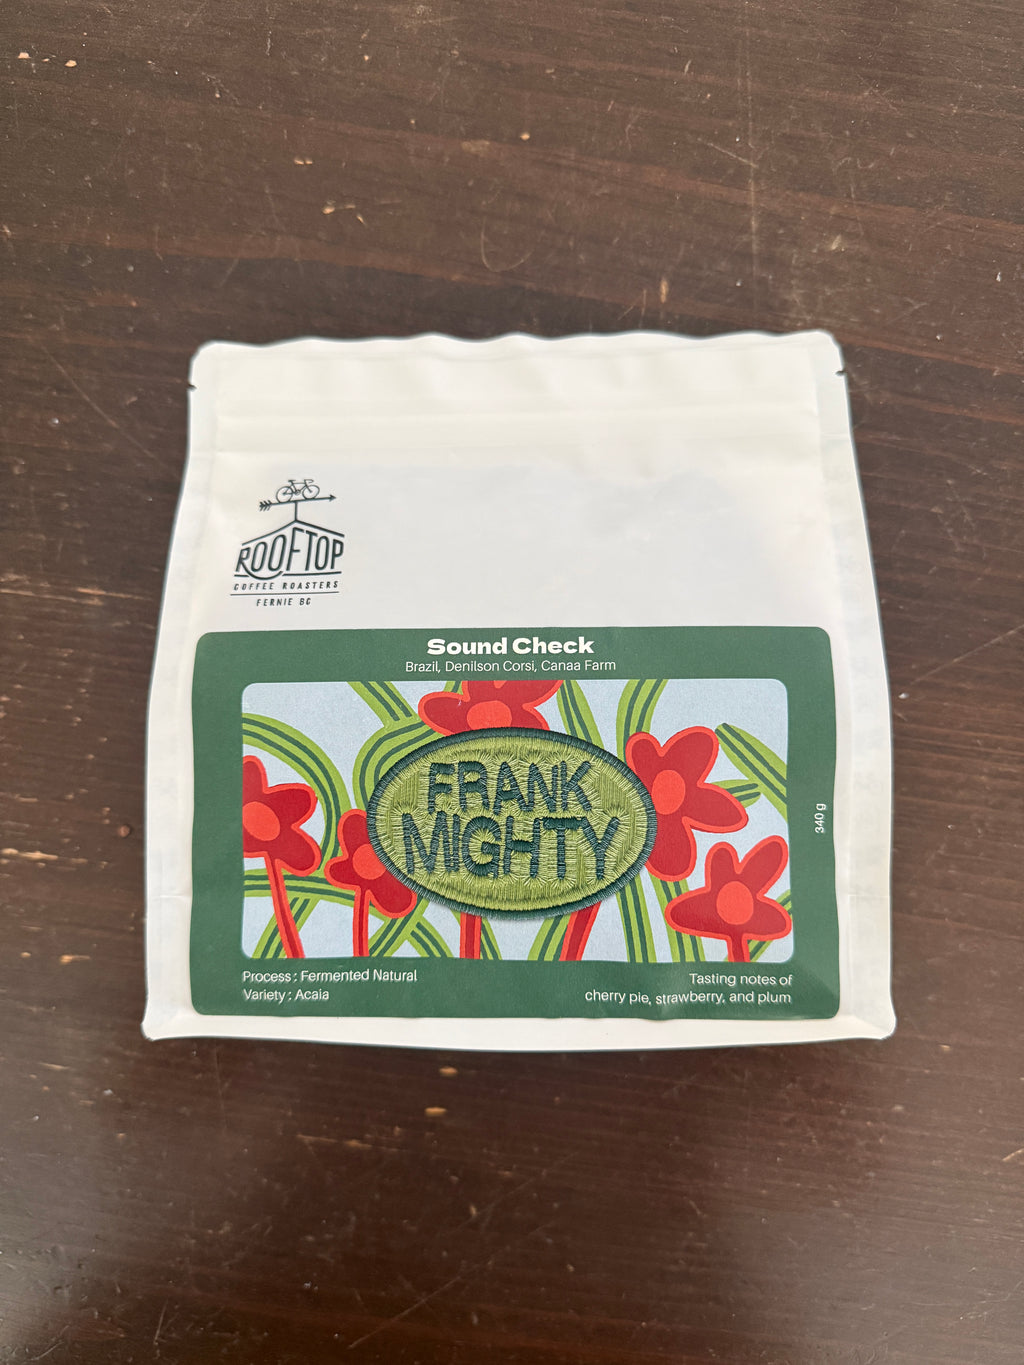 ROOFTOP
COFFEE ROASTERS
FERNIE BC
Sound Check
Brazil, Denilson Corsi, Canaa Farm
FRANK
MIGHTY
340 g
Process : Fermented Natural
Variety : Acaia
Tasting notes of
cherry pie, strawberry, and plum